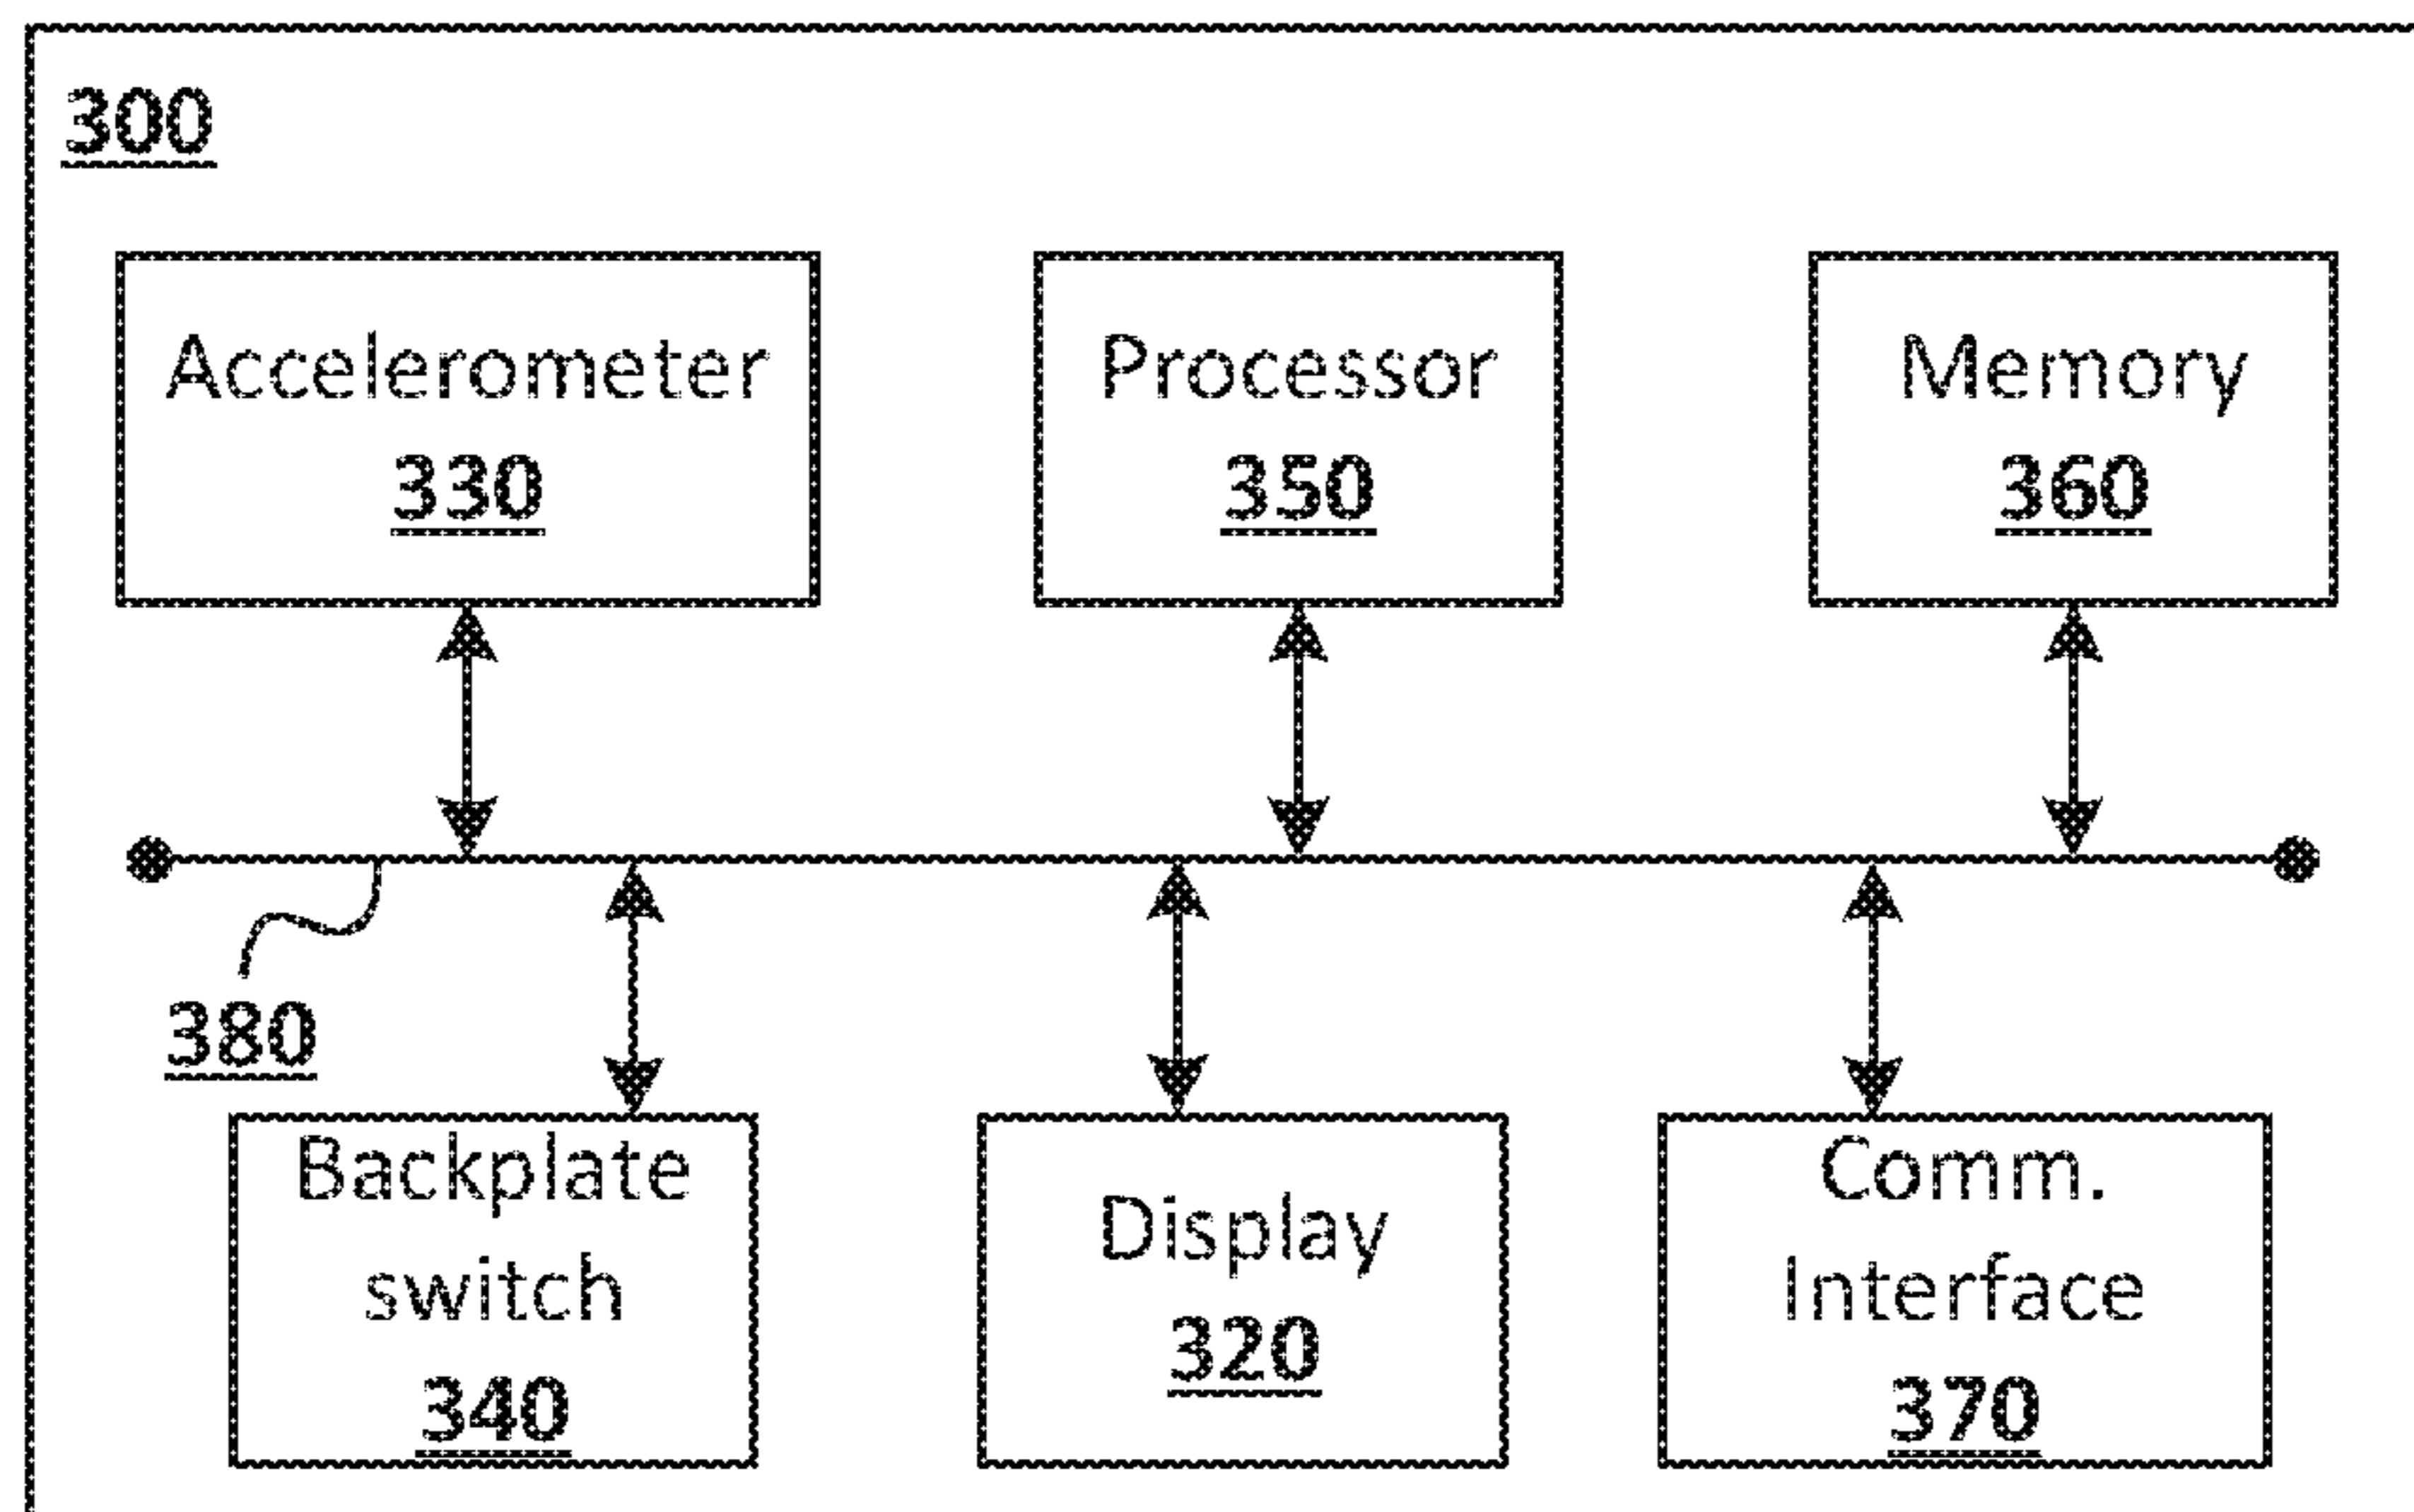 300
Accelerometer
330
Processor
350
Memory
360
380
Backplate
switch
340
Display
320
Comm.
Interface
370